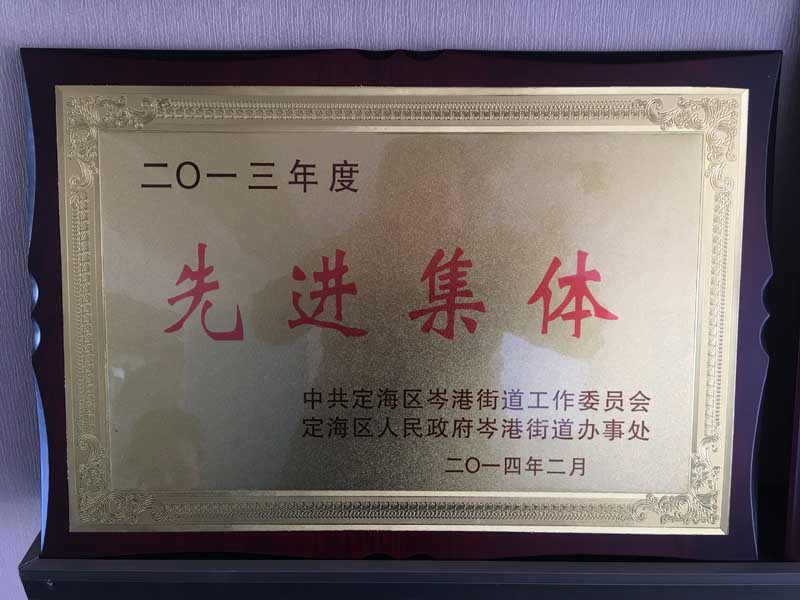 二〇一三年度
先进集体
中共定海区岑港街道工作委员会
定海区人民政府岑港街道办事处
二〇一四年二月